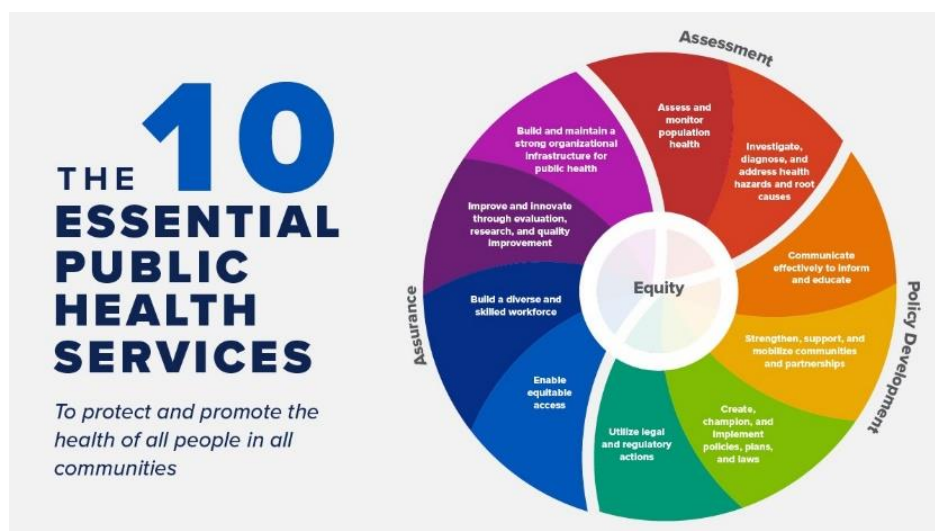 THE 10
ESSENTIAL
PUBLIC
HEALTH
SERVICES
To protect and promote the
health of all people in all
communities
Assessment
Assess and
monitor
population
health
Investigate,
diagnose, and
address health
hazards and root
causes
Policy Development
Communicate
effectively to inform
and educate
Strengthen, support, and
mobilize communities
and partnerships
Create,
champion, and
implement
policies, plans,
and laws
Utilize legal
and regulatory
actions
Assurance
Enable
equitable
access
Build a diverse and
skilled workforce
Improve and innovate
through evaluation,
research, and quality
improvement
Build and maintain a
strong organizational
infrastructure for
public health
Equity